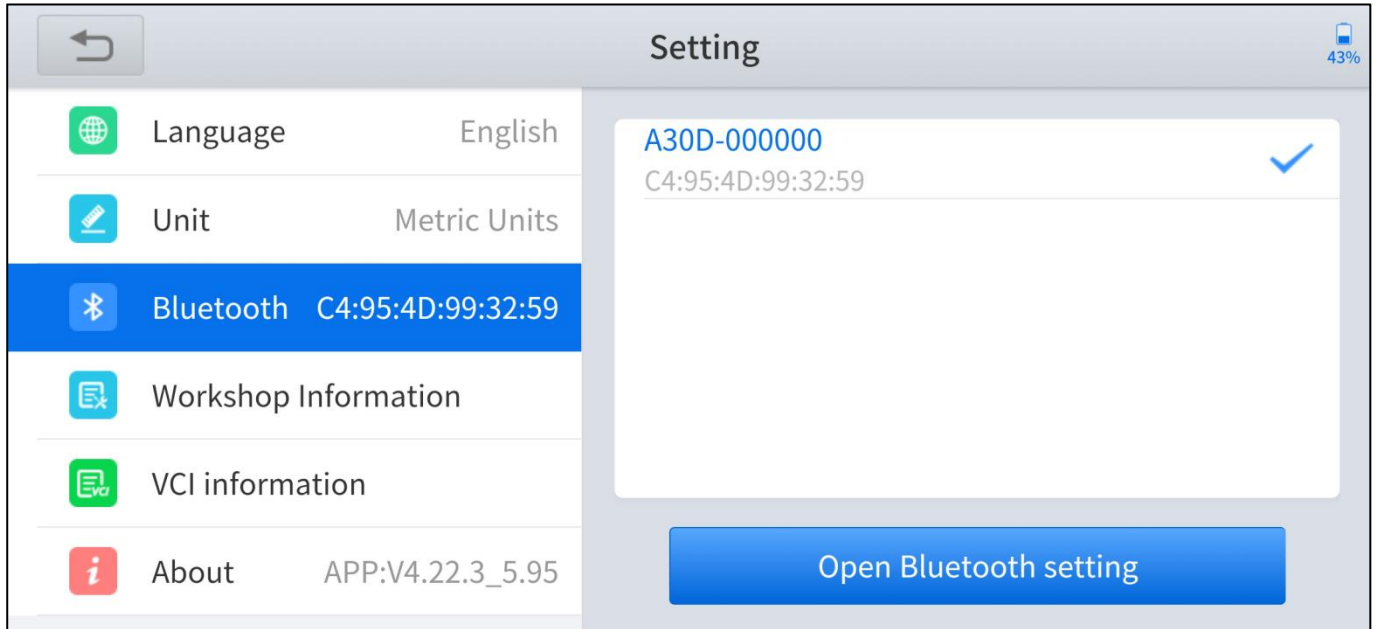 Setting
43%
Language English
Unit Metric Units
Bluetooth C4:95:4D:99:32:59
Workshop Information
VCI information
About APP:V4.22.3_5.95
A30D-000000
C4:95:4D:99:32:59
Open Bluetooth setting